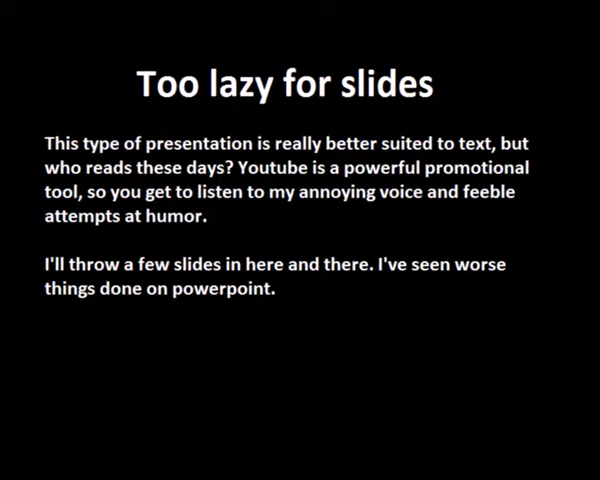 Too lazy for slides
This type of presentation is really better suited to text, but
who reads these days? Youtube is a powerful promotional
tool, so you get to listen to my annoying voice and feeble
attempts at humor.
I'll throw a few slides in here and there. I've seen worse
things done on powerpoint.